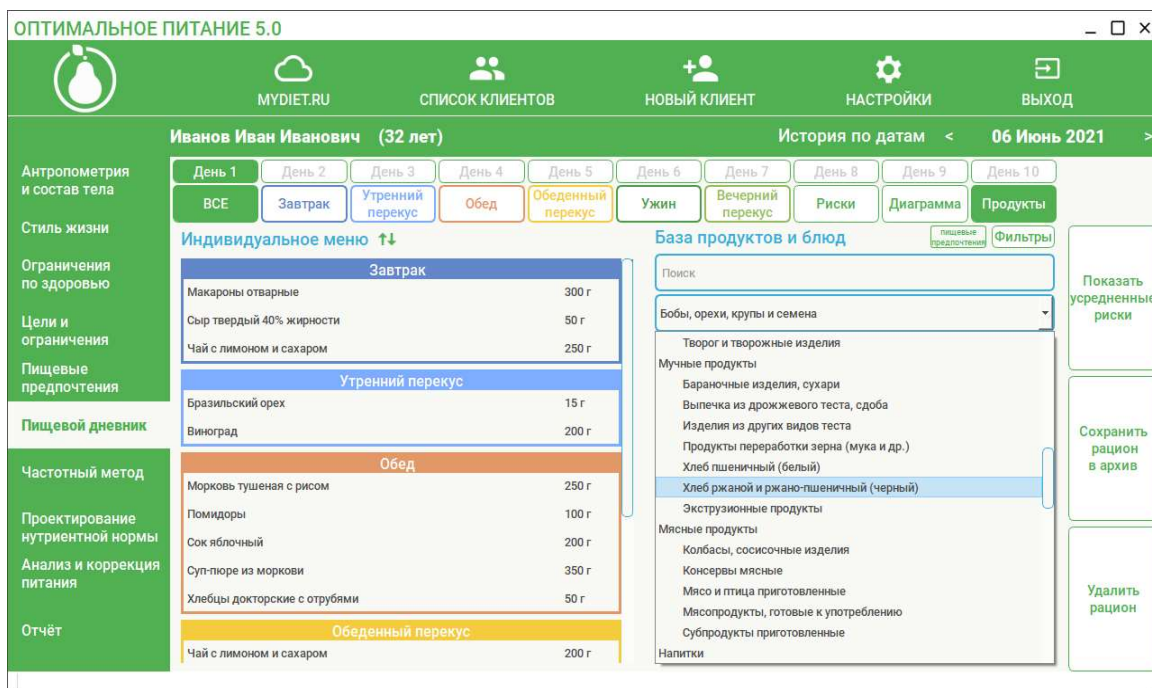 ОПТИМАЛЬНОЕ ПИТАНИЕ 5.0
MYDIET.RU
СПИСОК КЛИЕНТОВ
НОВЫЙ КЛИЕНТ
НАСТРОЙКИ
ВЫХОД
Иванов Иван Иванович (32 лет)
История по датам < 06 Июнь 2021 >
Антропометрия
и состав тела
Стиль жизни
Ограничения
по здоровью
Цели и
ограничения
Пищевые
предпочтения
Пищевой дневник
Частотный метод
Проектирование
нутриентной нормы
Анализ и коррекция
питания
Отчёт
День 1 День 2 День 3 День 4 День 5 День 6 День 7 День 8 День 9 День 10
ВСЕ
Завтрак
Утренний
перекус
Обед
Обеденный
перекус
Ужин
Вечерний
перекус
Риски
Диаграмма
Продукты
Индивидуальное меню
Завтрак
Макароны отварные 300 г
Сыр твердый 40% жирности 50 г
Чай с лимоном и сахаром 250 г
Утренний перекус
Бразильский орех 15 г
Виноград 200 г
Обед
Морковь тушеная с рисом 250 г
Помидоры 100 г
Сок яблочный 200 г
Суп-пюре из моркови 350 г
Хлебцы докторские с отрубями 50 г
Обеденный перекус
Чай с лимоном и сахаром 200 г
База продуктов и блюд
пищевые
предпочтения
Фильтры
Поиск
Бобы, орехи, крупы и семена
Творог и творожные изделия
Мучные продукты
Бараночные изделия, сухари
Выпечка из дрожжевого теста, сдоба
Изделия из других видов теста
Продукты переработки зерна (мука и др.)
Хлеб пшеничный (белый)
Хлеб ржаной и ржано-пшеничный (черный)
Экструзионные продукты
Мясные продукты
Колбасы, сосисочные изделия
Консервы мясные
Мясо и птица приготовленные
Мясопродукты, готовые к употреблению
Субпродукты приготовленные
Напитки
Показать
усредненные
риски
Сохранить
рацион
в архив
Удалить
рацион